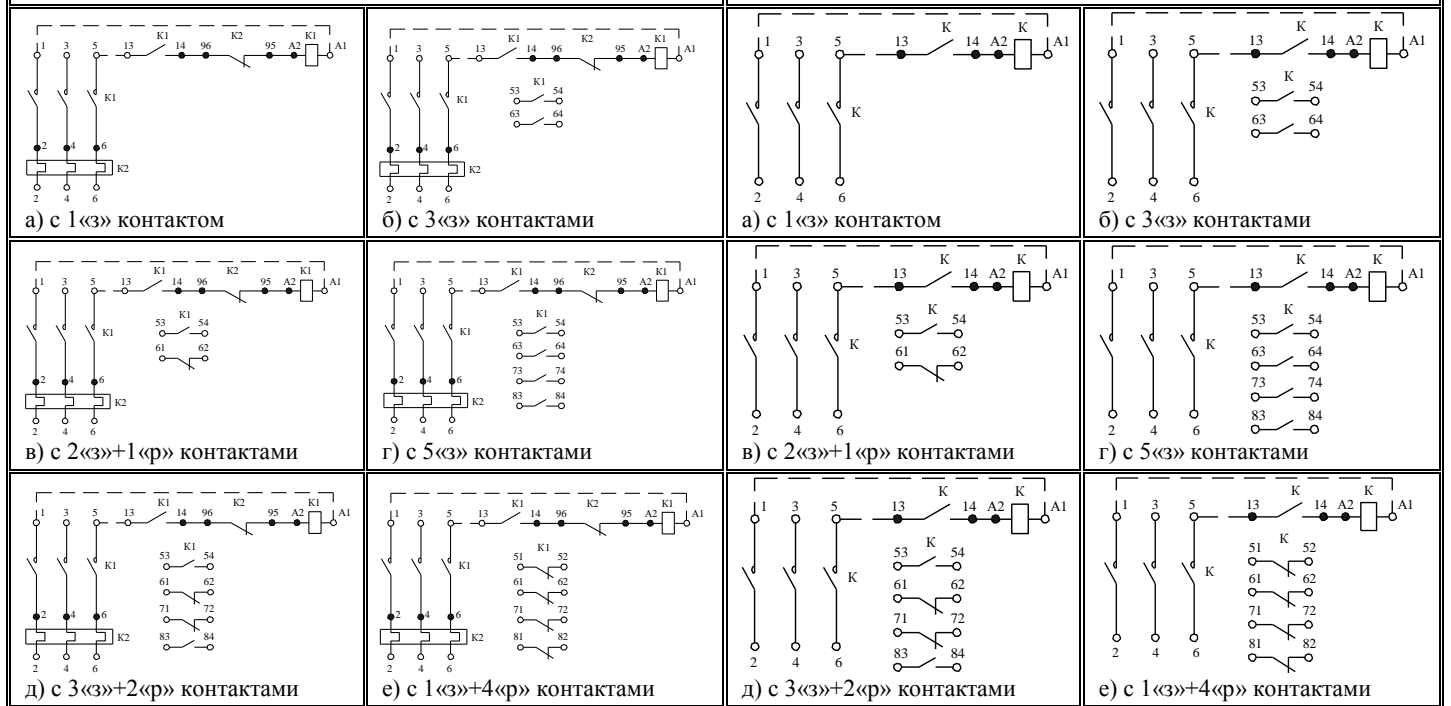 1 3 5 13 K1 14 96 K2 95 A2 K1 A1
K1
2 4 6
K2
2 4 6
а) с 1«з» контактом
1 3 5 13 K1 14 96 K2 95 A2 K1 A1
K1
53 54
63 64
K1
2 4 6
K2
2 4 6
б) с 3«з» контактами
1 3 5 13 К 14 А2 К А1
К
2 4 6
а) с 1«з» контактом
1 3 5 13 К 14 А2 К А1
К
53 54
63 64
К
2 4 6
б) с 3«з» контактами
1 3 5 13 K1 14 96 K2 95 A2 K1 A1
K1
53 54
61 62
K1
2 4 6
K2
2 4 6
в) с 2«з»+1«р» контактами
1 3 5 13 K1 14 96 K2 95 A2 K1 A1
K1
53 54
63 64
73 74
83 84
K1
2 4 6
K2
2 4 6
г) с 5«з» контактами
1 3 5 13 К 14 А2 К А1
К
53 54
61 62
К
2 4 6
в) с 2«з»+1«р» контактами
1 3 5 13 К 14 А2 К А1
К
53 54
63 64
73 74
83 84
К
2 4 6
г) с 5«з» контактами
1 3 5 13 K1 14 96 K2 95 A2 K1 A1
K1
53 54
61 62
71 72
83 84
K1
2 4 6
K2
2 4 6
д) с 3«з»+2«р» контактами
1 3 5 13 K1 14 96 K2 95 A2 K1 A1
K1
51 52
61 62
71 72
81 82
K1
2 4 6
K2
2 4 6
е) с 1«з»+4«р» контактами
1 3 5 13 К 14 А2 К А1
К
53 54
61 62
71 72
83 84
К
2 4 6
д) с 3«з»+2«р» контактами
1 3 5 13 К 14 А2 К А1
К
51 52
61 62
71 72
81 82
К
2 4 6
е) с 1«з»+4«р» контактами